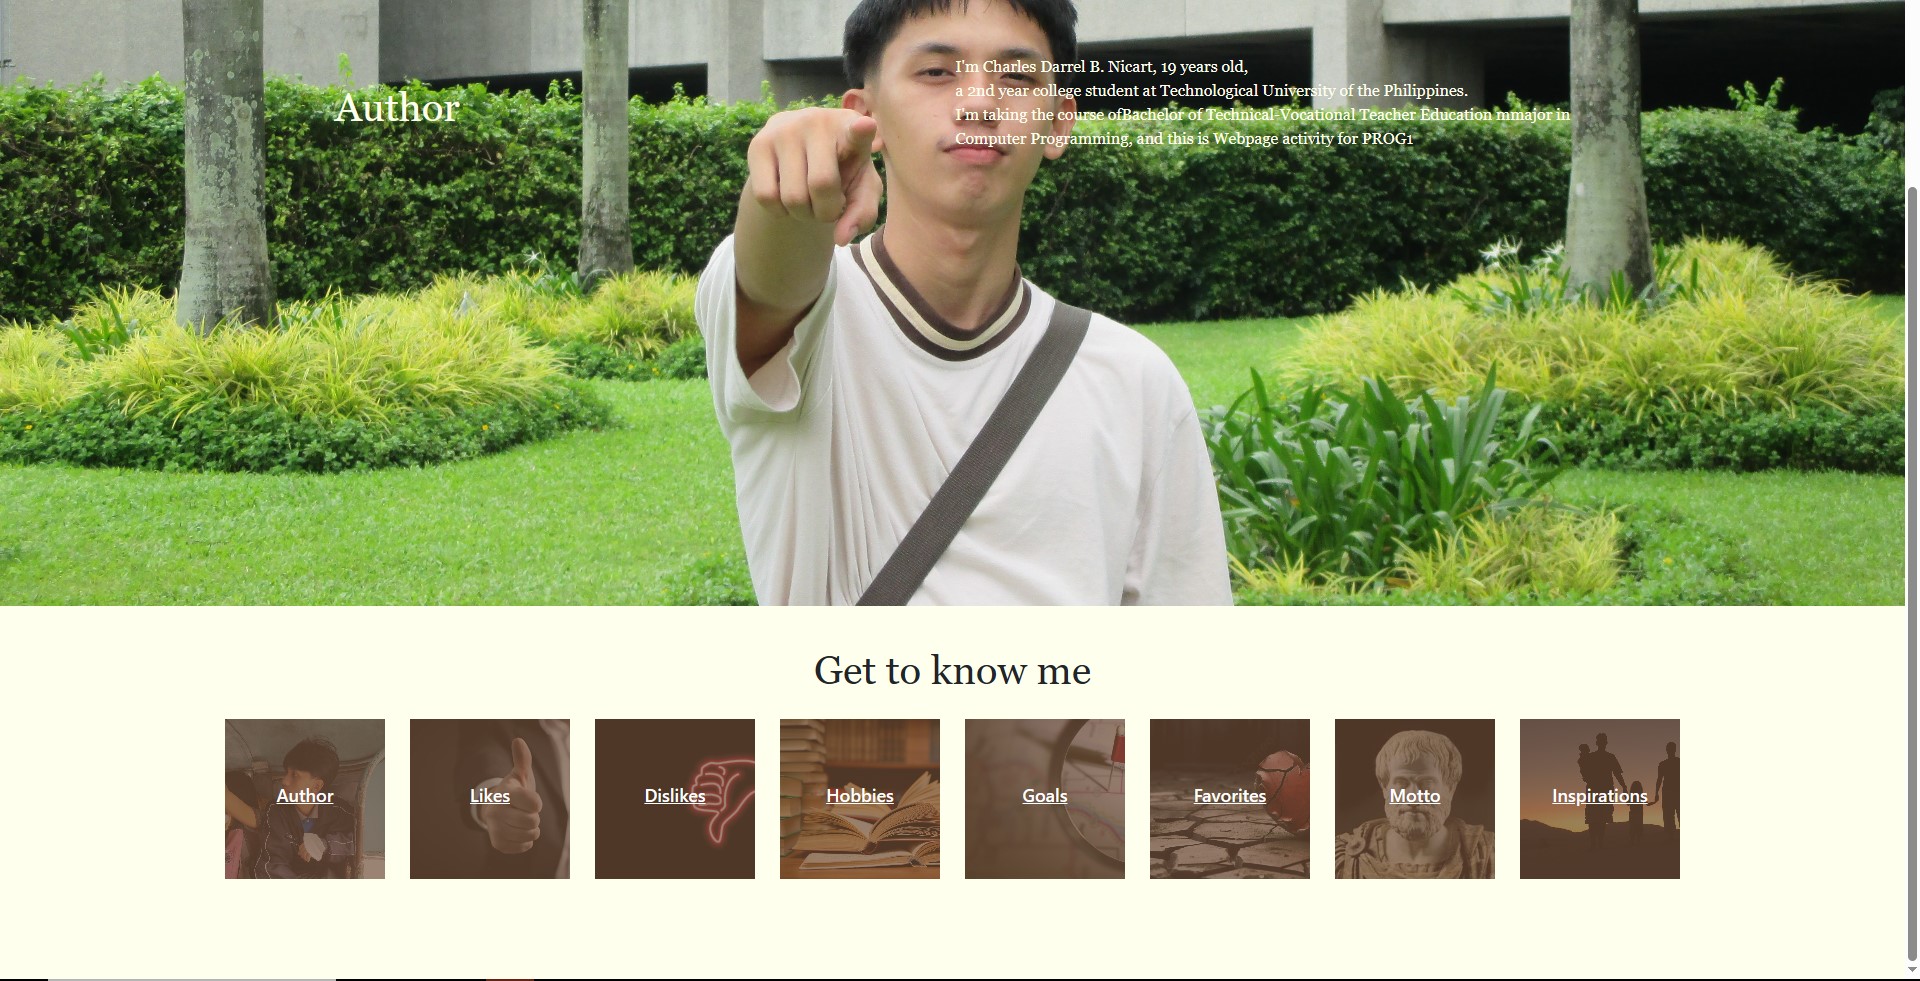 Author
I'm Charles Darrel B. Nicart, 19 years old,
a 2nd year college student at Technological University of the Philippines.
I'm taking the course ofBachelor of Technical-Vocational Teacher Education mmajor in
Computer Programming, and this is Webpage activity for PROG1
Get to know me
Author
Likes
Dislikes
Hobbies
Goals
Favorites
Motto
Inspirations